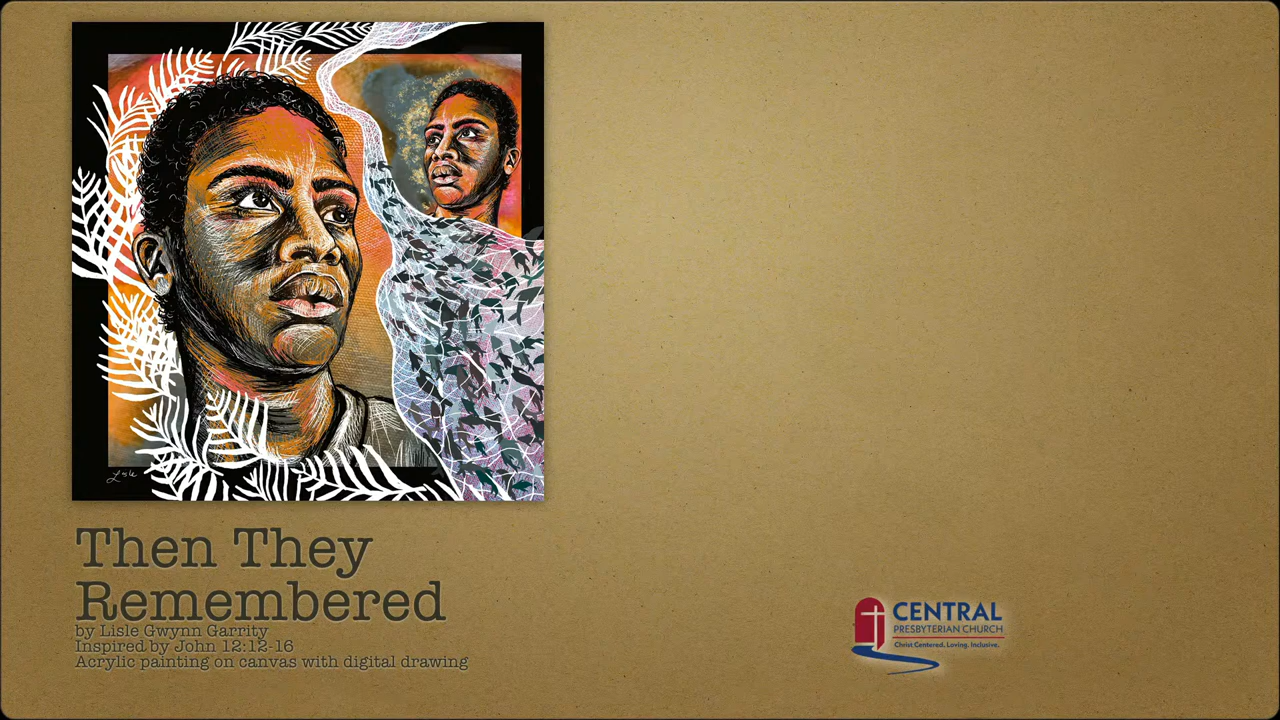 Lisle
Then They
Remembered
by Lisle Gwynn Garrity
Inspired by John 12:12-16
Acrylic painting on canvas with digital drawing
CENTRAL
PRESBYTERIAN CHURCH
Christ Centered. Loving. Inclusive.